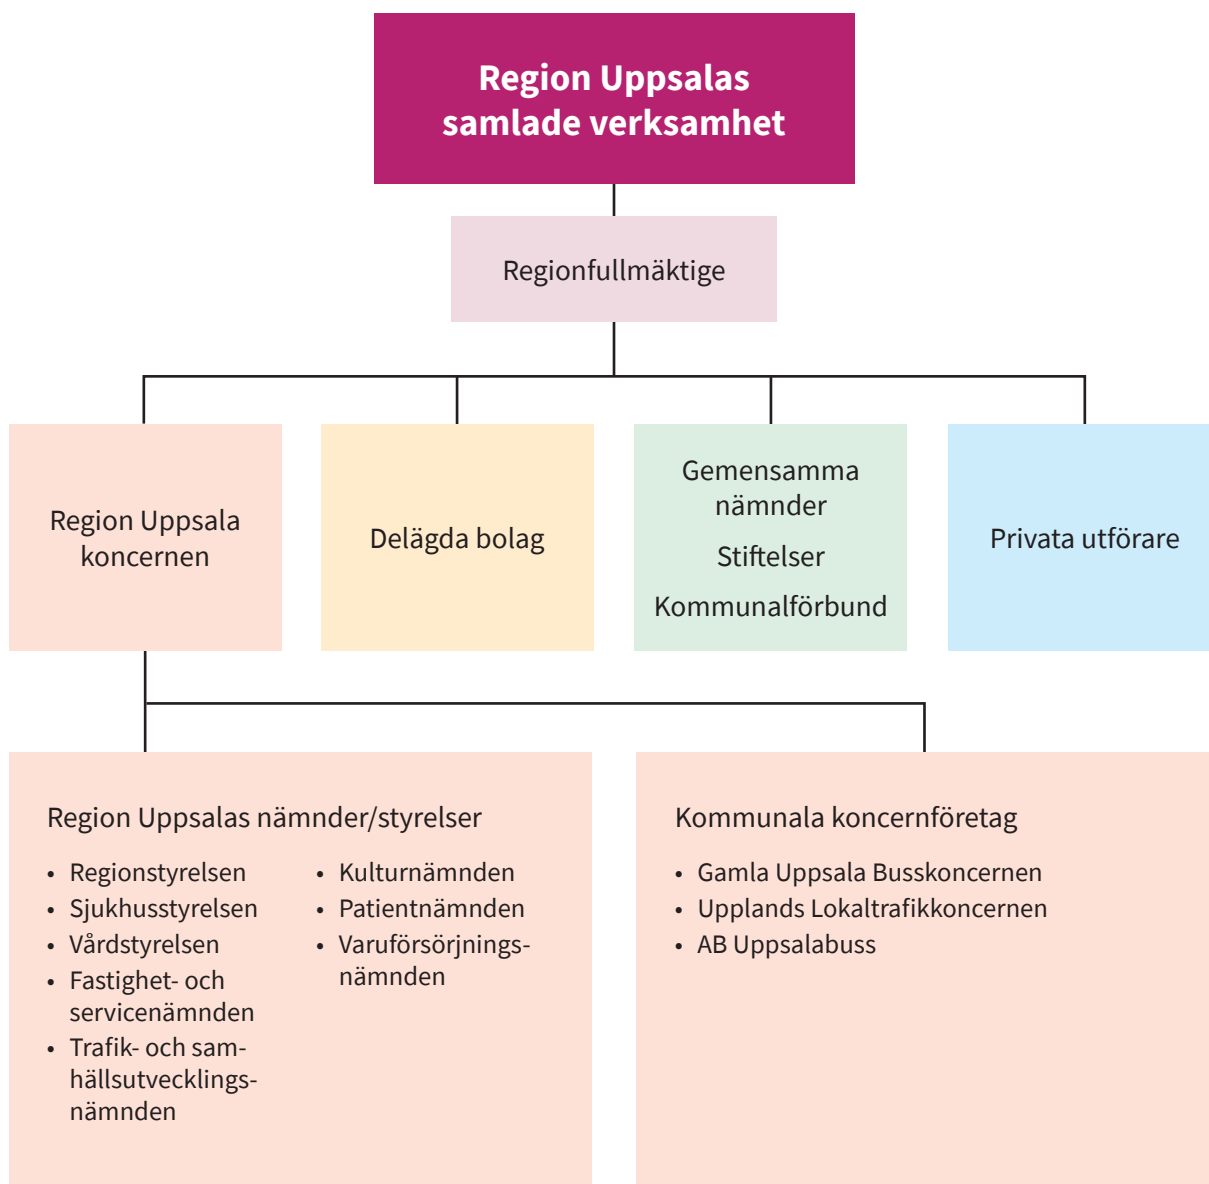 Region Uppsalas
samlade verksamhet
Regionfullmäktige
Region Uppsala
koncernen
Delägda bolag
Gemensamma
nämnder
Stiftelser
Kommunalförbund
Privata utförare
Region Uppsalas nämnder/styrelser
• Regionstyrelsen
• Sjukhusstyrelsen
• Vårdstyrelsen
• Fastighet- och
servicenämnden
• Trafik- och sam-
hällsutvecklings-
nämnden
• Kulturnämnden
• Patientnämnden
• Varuförsörjnings-
nämnden
Kommunala koncernföretag
• Gamla Uppsala Busskoncernen
• Upplands Lokaltrafikkoncernen
• AB Uppsalabuss